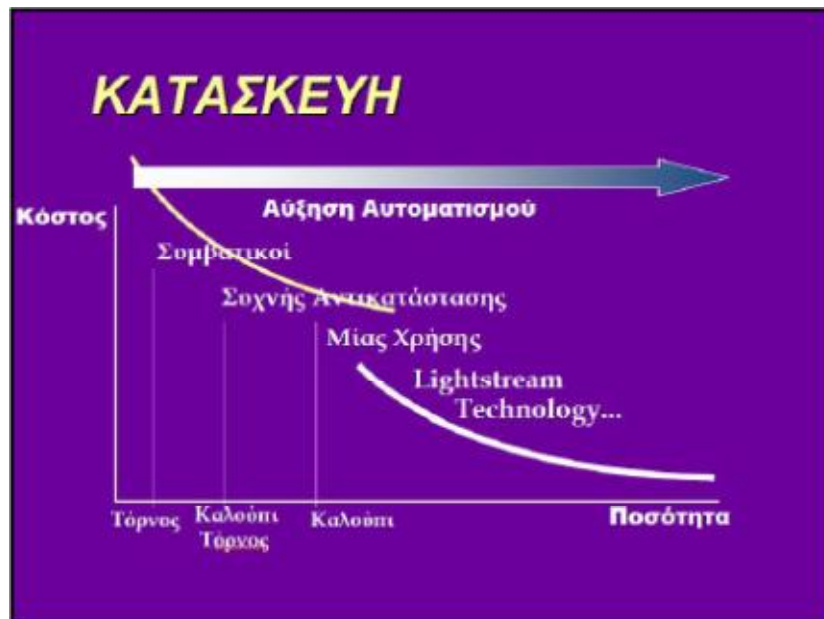 ΚΑΤΑΣΚΕΥΗ
Αύξηση Αυτοματισμού
Κόστος
Συμβατικοί
Συχνής Αντικατάστασης
Μίας Χρήσης
Lightstream
Technology...
Τόρνος
Καλούπι
Τόρνος
Καλούπι
Ποσότητα